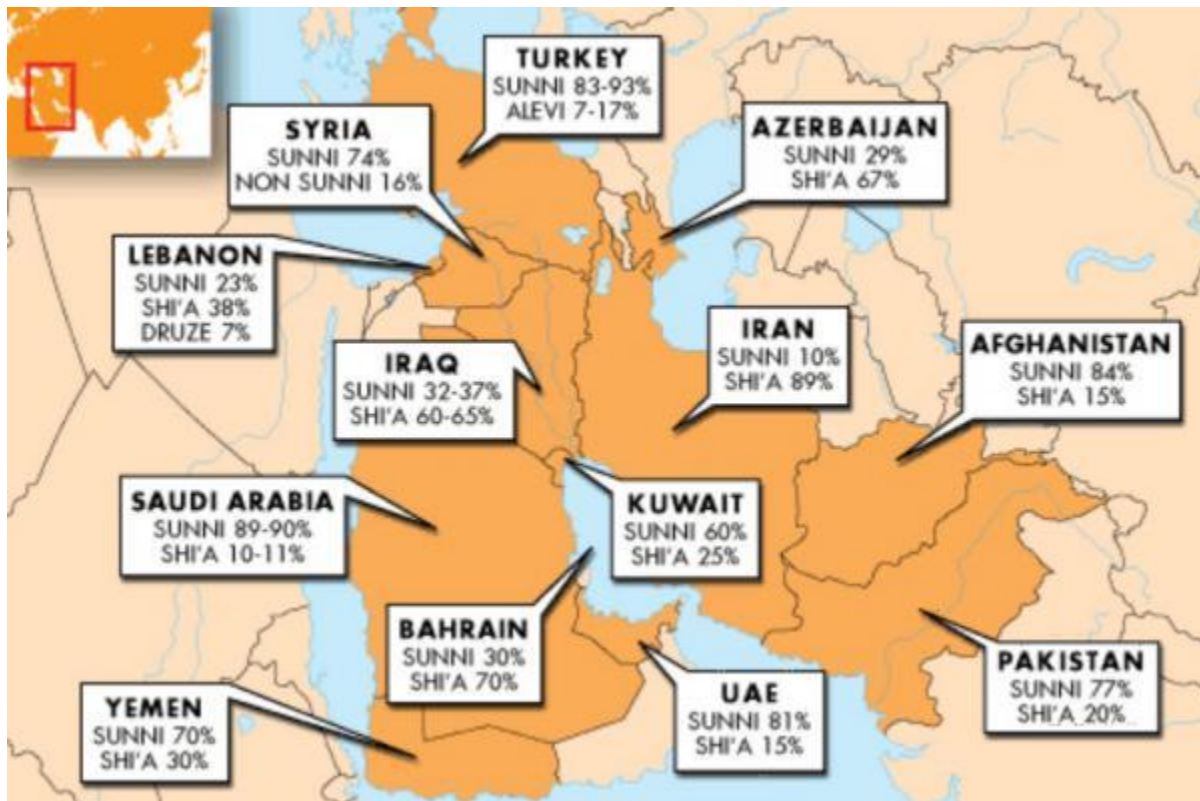 TURKEY
SUNNI 83-93%
ALEVI 7-17%
SYRIA
SUNNI 74%
NON SUNNI 16%
AZERBAIJAN
SUNNI 29%
SHI'A 67%
LEBANON
SUNNI 23%
SHI'A 38%
DRUZE 7%
IRAQ
SUNNI 32-37%
SHI'A 60-65%
IRAN
SUNNI 10%
SHI'A 89%
AFGHANISTAN
SUNNI 84%
SHI'A 15%
SAUDI ARABIA
SUNNI 89-90%
SHI'A 10-11%
KUWAIT
SUNNI 60%
SHI'A 25%
BAHRAIN
SUNNI 30%
SHI'A 70%
PAKISTAN
SUNNI 77%
SHI'A 20%
YEMEN
SUNNI 70%
SHI'A 30%
UAE
SUNNI 81%
SHI'A 15%